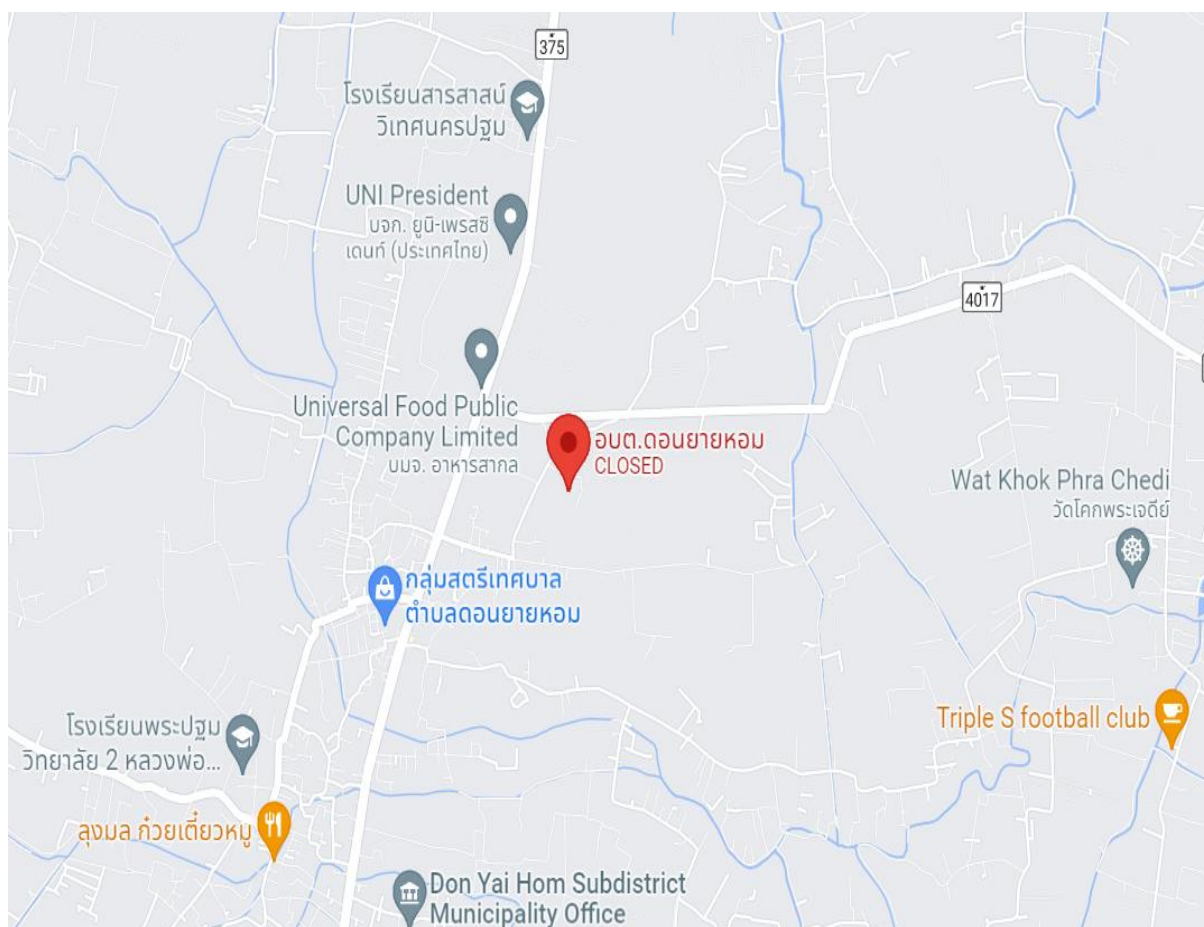 375
โรงเรียนสารสาสน์
วิเทศนครปฐม
UNI President
บจก. ยูนิ-เพรสซิ
เดนท์ (ประเทศไทย)
4017
Universal Food Public
Company Limited
บมจ. อาหารสากล
อบต.ดอนยายหอม
CLOSED
Wat Khok Phra Chedi
วัดโคกพระเจดีย์
กลุ่มสตรีเทศบาล
ตำบลดอนยายหอม
โรงเรียนพระปฐม
วิทยาลัย 2 หลวงพ่อ...
Triple S football club
ลุงมล ก๋วยเตี๋ยวหมู
Don Yai Hom Subdistrict
Municipality Office